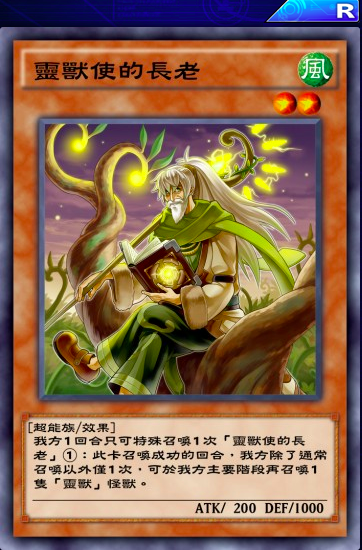 R
靈獸使的長老
風
[超能族/效果]
我方1回合只可特殊召喚1次「靈獸使的長
老」①：此卡召喚成功的回合，我方除了通常
召喚以外僅1次，可於我方主要階段再召喚1
隻「靈獸」怪獸。
ATK/ 200 DEF/1000